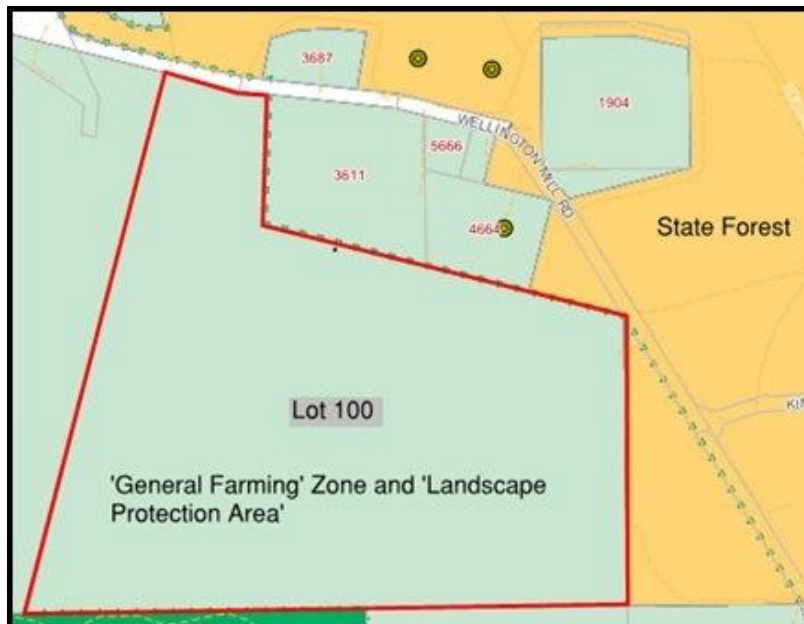 3687
1904
WELLINGTON MILL RD
5666
3611
4664
State Forest
Lot 100
KIN
'General Farming' Zone and 'Landscape
Protection Area'